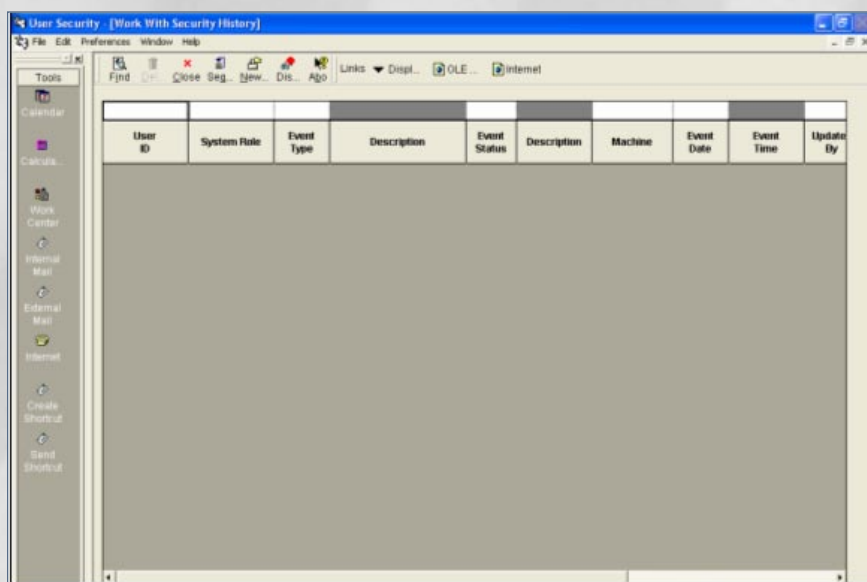 User Security - [Work With Security History]
File Edit Preferences Window Help
Tools
Find Del... Close Seq... New... Dis... Abo Links Displ... OLE ... Internet
Calendar
Calcula...
Work
Center
Internal
Mail
External
Mail
Internet
Create
Shortcut
Send
Shortcut
User
ID
System Role
Event
Type
Description
Event
Status
Description
Machine
Event
Date
Event
Time
Update
By